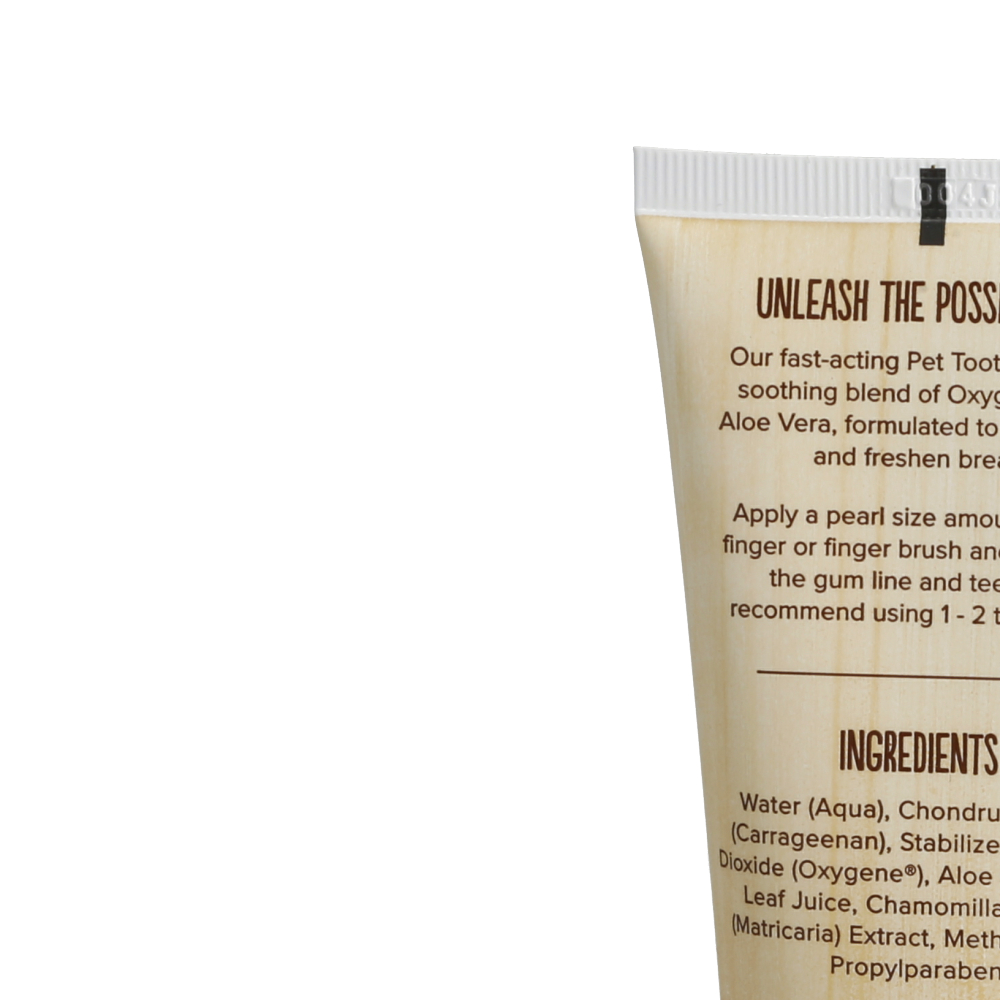 004J
UNLEASH THE POSS
Our fast-acting Pet Toot
soothing blend of Oxyg
Aloe Vera, formulated to
and freshen brea
Apply a pearl size amou
finger or finger brush and
the gum line and tee
recommend using 1 - 2 t
INGREDIENTS
Water (Aqua), Chondru
(Carrageenan), Stabilize
Dioxide (Oxygene®), Aloe
Leaf Juice, Chamomilla
(Matricaria) Extract, Meth
Propylparaben